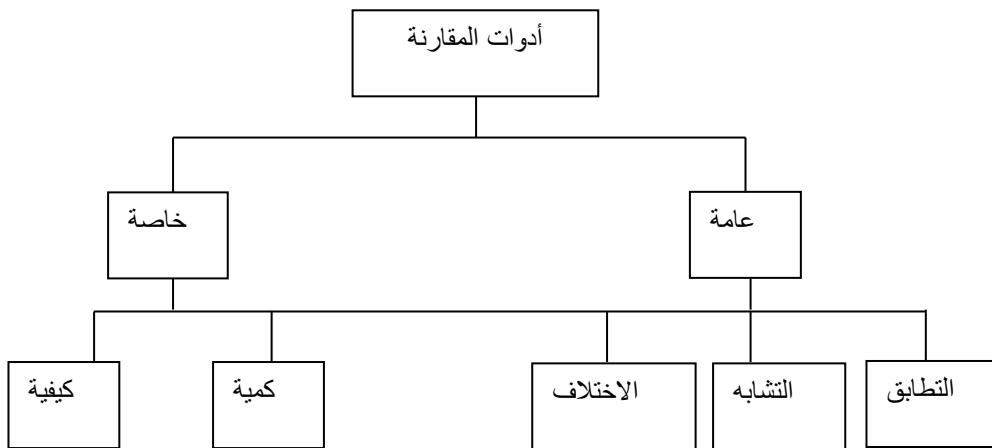 أدوات المقارنة
عامة
خاصة
التطابق
التشابه
الاختلاف
كمية
كيفية